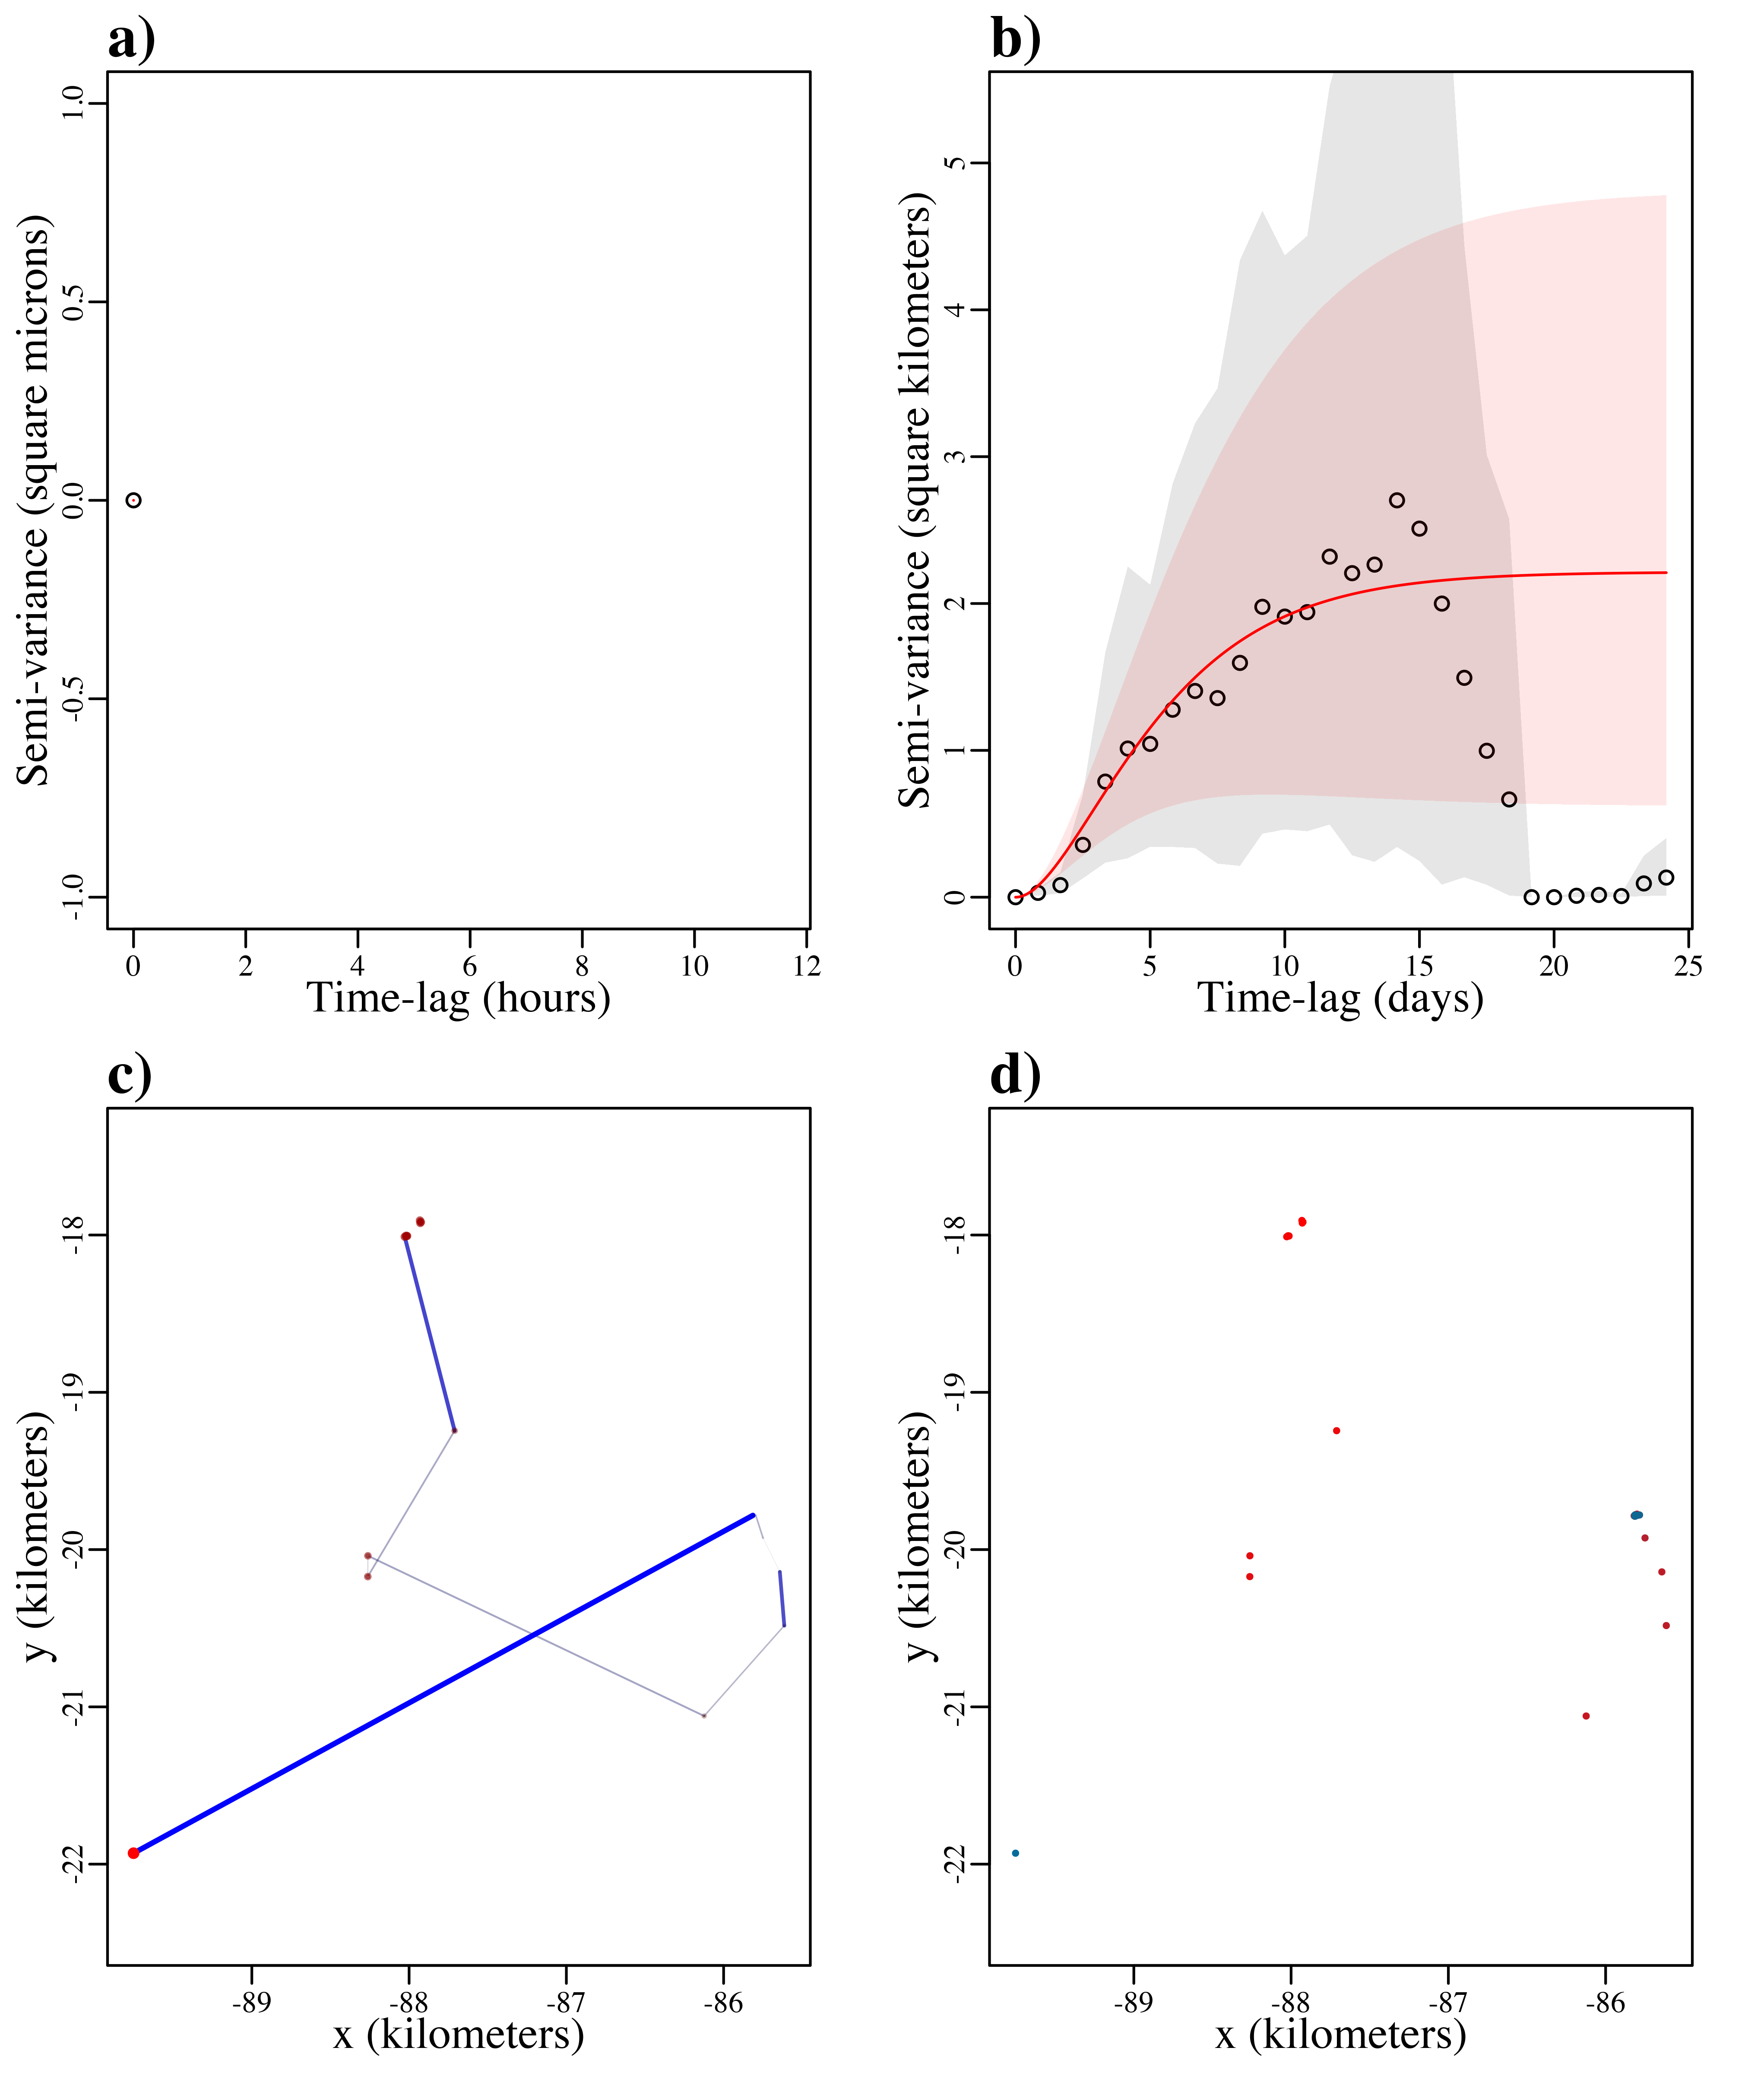 a)
Semi-variance (square microns)
1.0
0.5
0.0
-0.5
-1.0
0 2 4 6 8 10 12
Time-lag (hours)
b)
Semi-variance (square kilometers)
5
4
3
2
1
0
0 5 10 15 20 25
Time-lag (days)
c)
y (kilometers)
-18
-19
-20
-21
-22
-89 -88 -87 -86
x (kilometers)
d)
y (kilometers)
-18
-19
-20
-21
-22
-89 -88 -87 -86
x (kilometers)